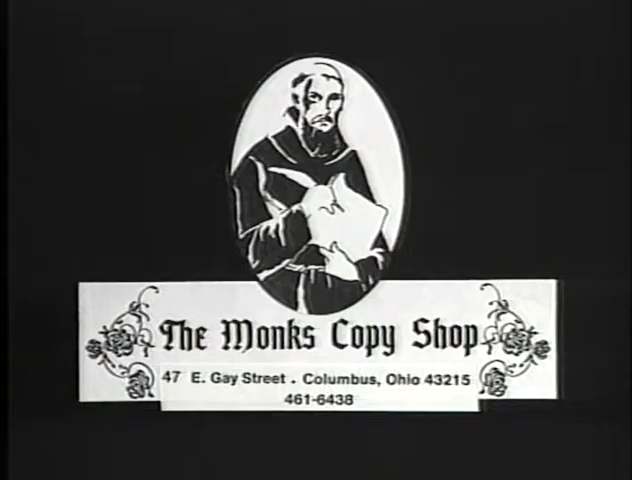 The Monks Copy Shop
47 E. Gay Street . Columbus, Ohio 43215
461-6438